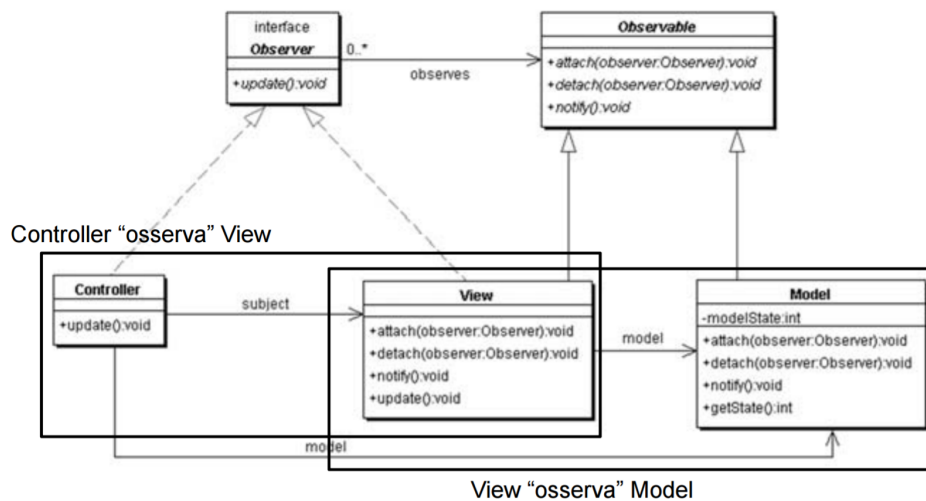 interface
Observer
+update():void
0..*
observes
Observable
+attach(observer:Observer):void
+detach(observer:Observer):void
+notify():void
Controller “osserva” View
Controller
+update():void
subject
View
+attach(observer:Observer):void
+detach(observer:Observer):void
+notify():void
+update():void
model
Model
-modelState:int
+attach(observer:Observer):void
+detach(observer:Observer):void
+notify():void
+getState():int
model
View “osserva” Model